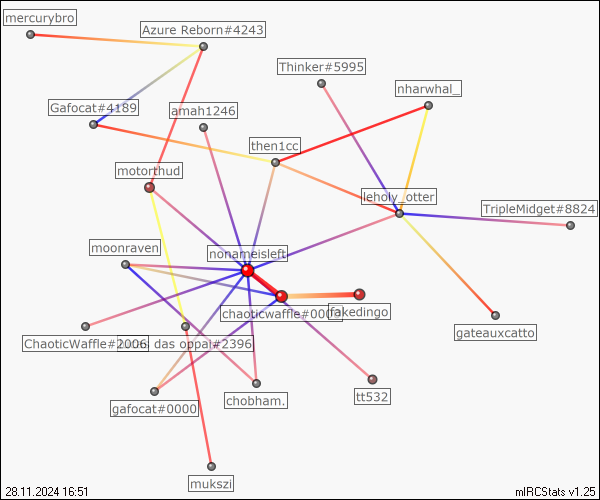 mercurybro
Azure Reborn#4243
Thinker#5995
nharwhal_
Gafocat#4189
amah1246
then1cc
motorthud
leholy_otter
TripleMidget#8824
moonraven
nonameisleft
chaoticwaffle#00
fakedingo
ChaoticWaffle#2006
das oppai#2396
gateauxcatto
gafocat#0000
chobham.
tt532
mukszi
28.11.2024 16:51
mIRCStats v1.25